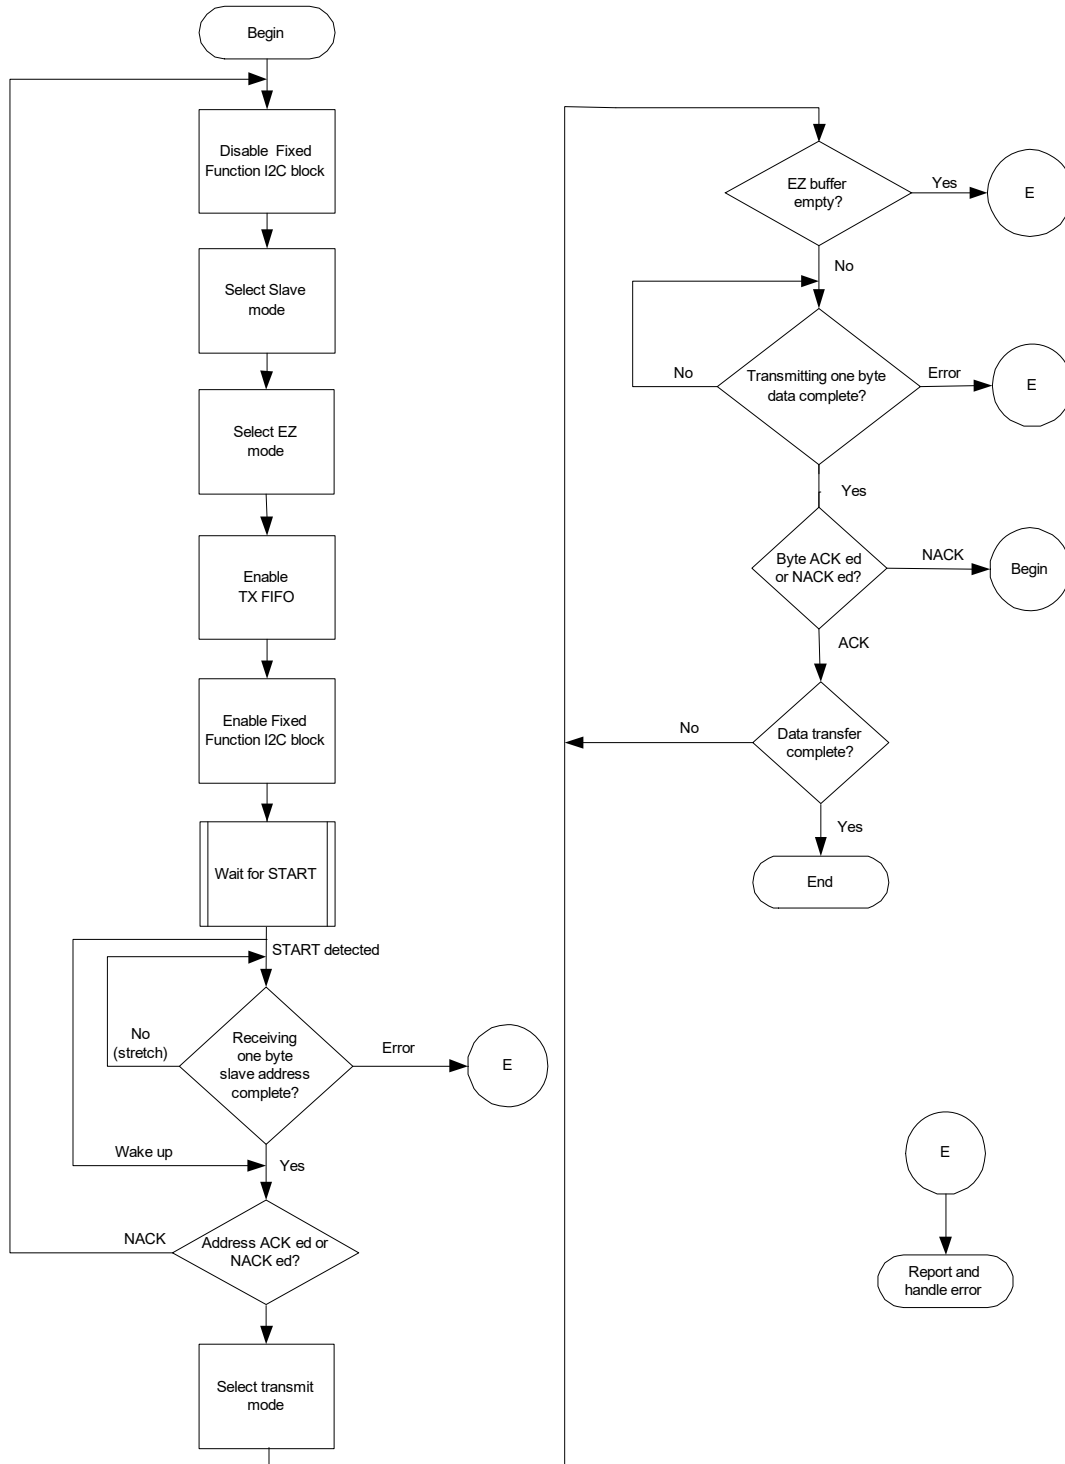 Begin
Disable Fixed
Function I2C block
Select Slave
mode
Select EZ
mode
Enable
TX FIFO
Enable Fixed
Function I2C block
Wait for START
START detected
No
(stretch)
Receiving
one byte
slave address
complete?
Error
E
Wake up
Yes
NACK
Address ACK ed or
NACK ed?
Select transmit
mode
EZ buffer
empty?
Yes
E
No
No
Transmitting one byte
data complete?
Error
E
Yes
Byte ACK ed
or NACK ed?
NACK
Begin
ACK
No
Data transfer
complete?
Yes
End
E
Report and
handle error